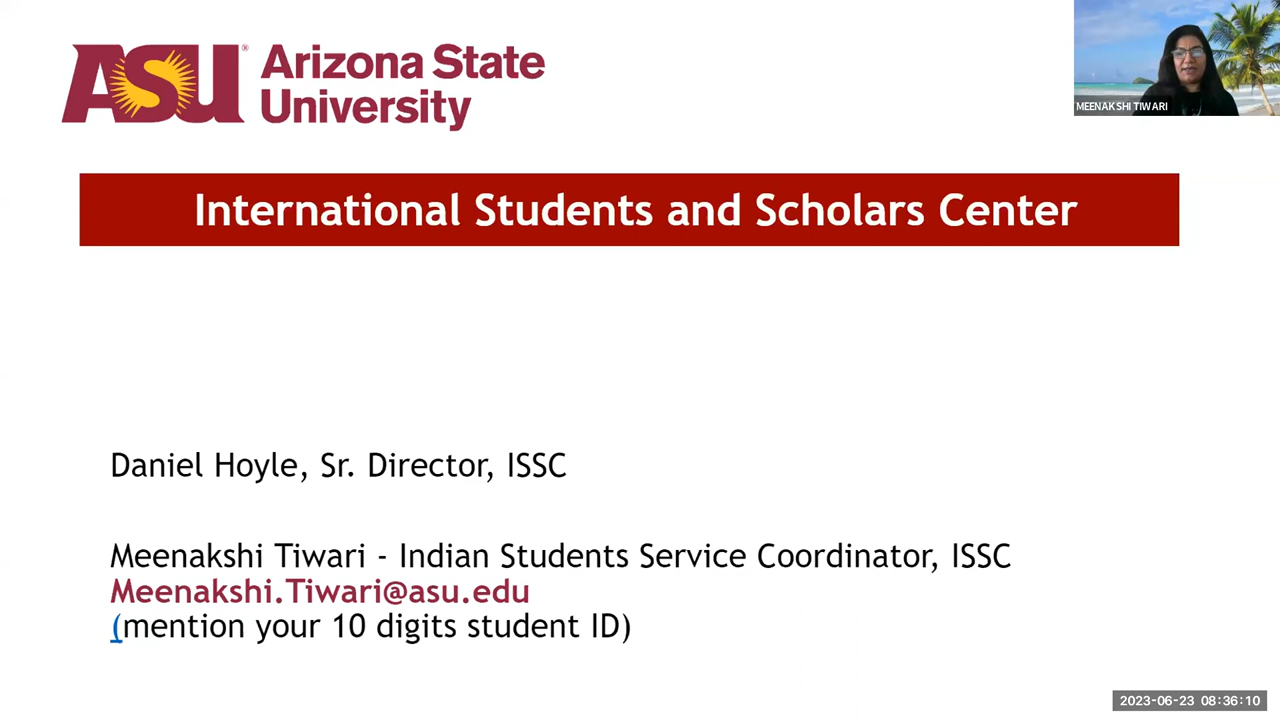 ASU® Arizona State
University
MEENAKSHI TIWARI
International Students and Scholars Center
Daniel Hoyle, Sr. Director, ISSC
Meenakshi Tiwari - Indian Students Service Coordinator, ISSC
Meenakshi.Tiwari@asu.edu
(mention your 10 digits student ID)
2023-06-23 08:36:10